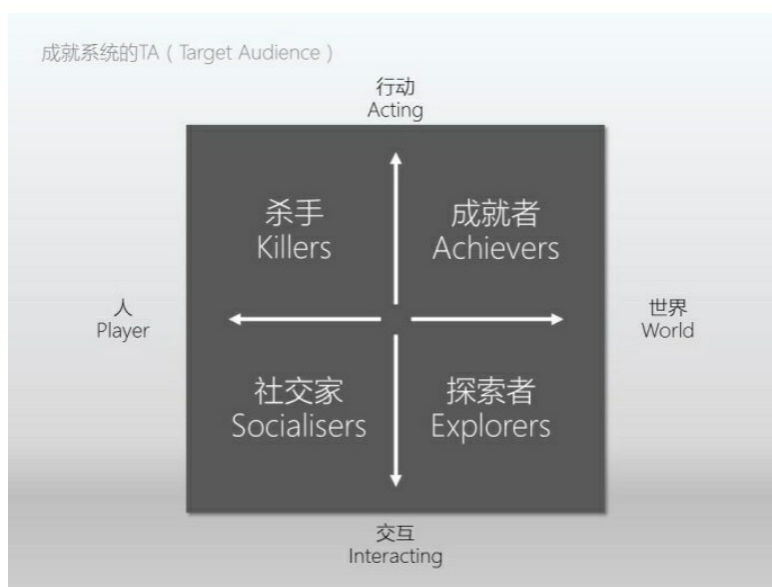 成就系统的TA（Target Audience）
行动
Acting
杀手
Killers
成就者
Achievers
人
Player
世界
World
社交家
Socialisers
探索者
Explorers
交互
Interacting